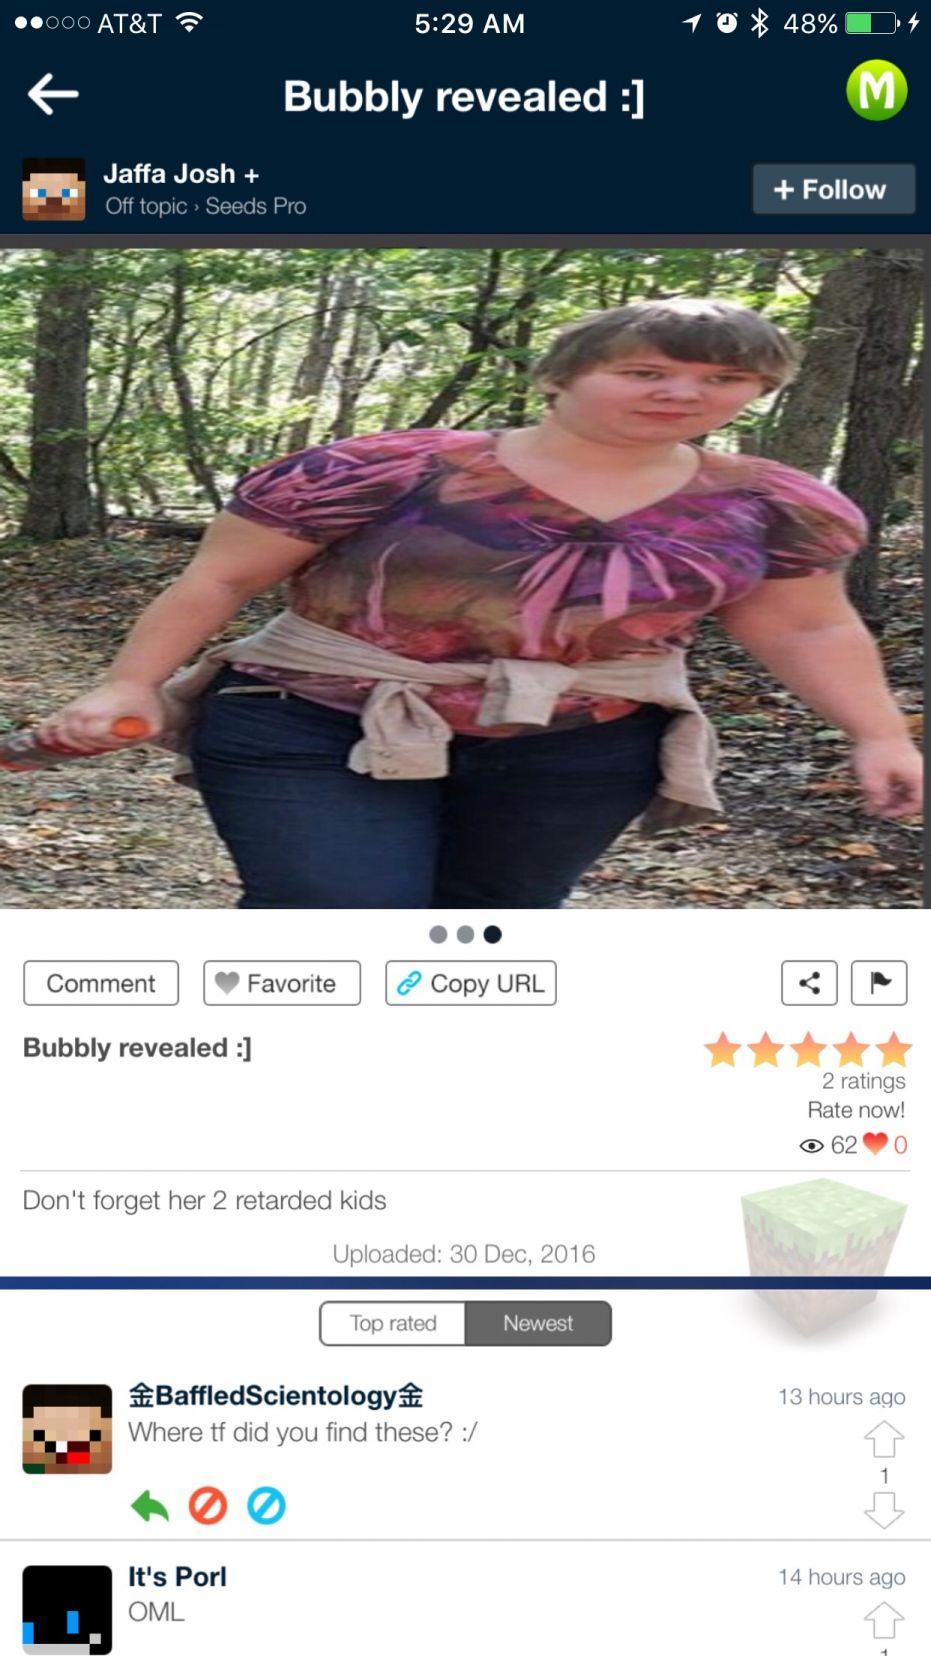 AT&T 5:29 AM 48%
Bubbly revealed :]
M
Jaffa Josh +
Off topic › Seeds Pro
+ Follow
Comment Favorite Copy URL
Bubbly revealed :]
2 ratings
Rate now!
62 0
Don't forget her 2 retarded kids
Uploaded: 30 Dec, 2016
Top rated Newest
金BaffledScientology金 13 hours ago
Where tf did you find these? :/
1
It's Porl 14 hours ago
OML